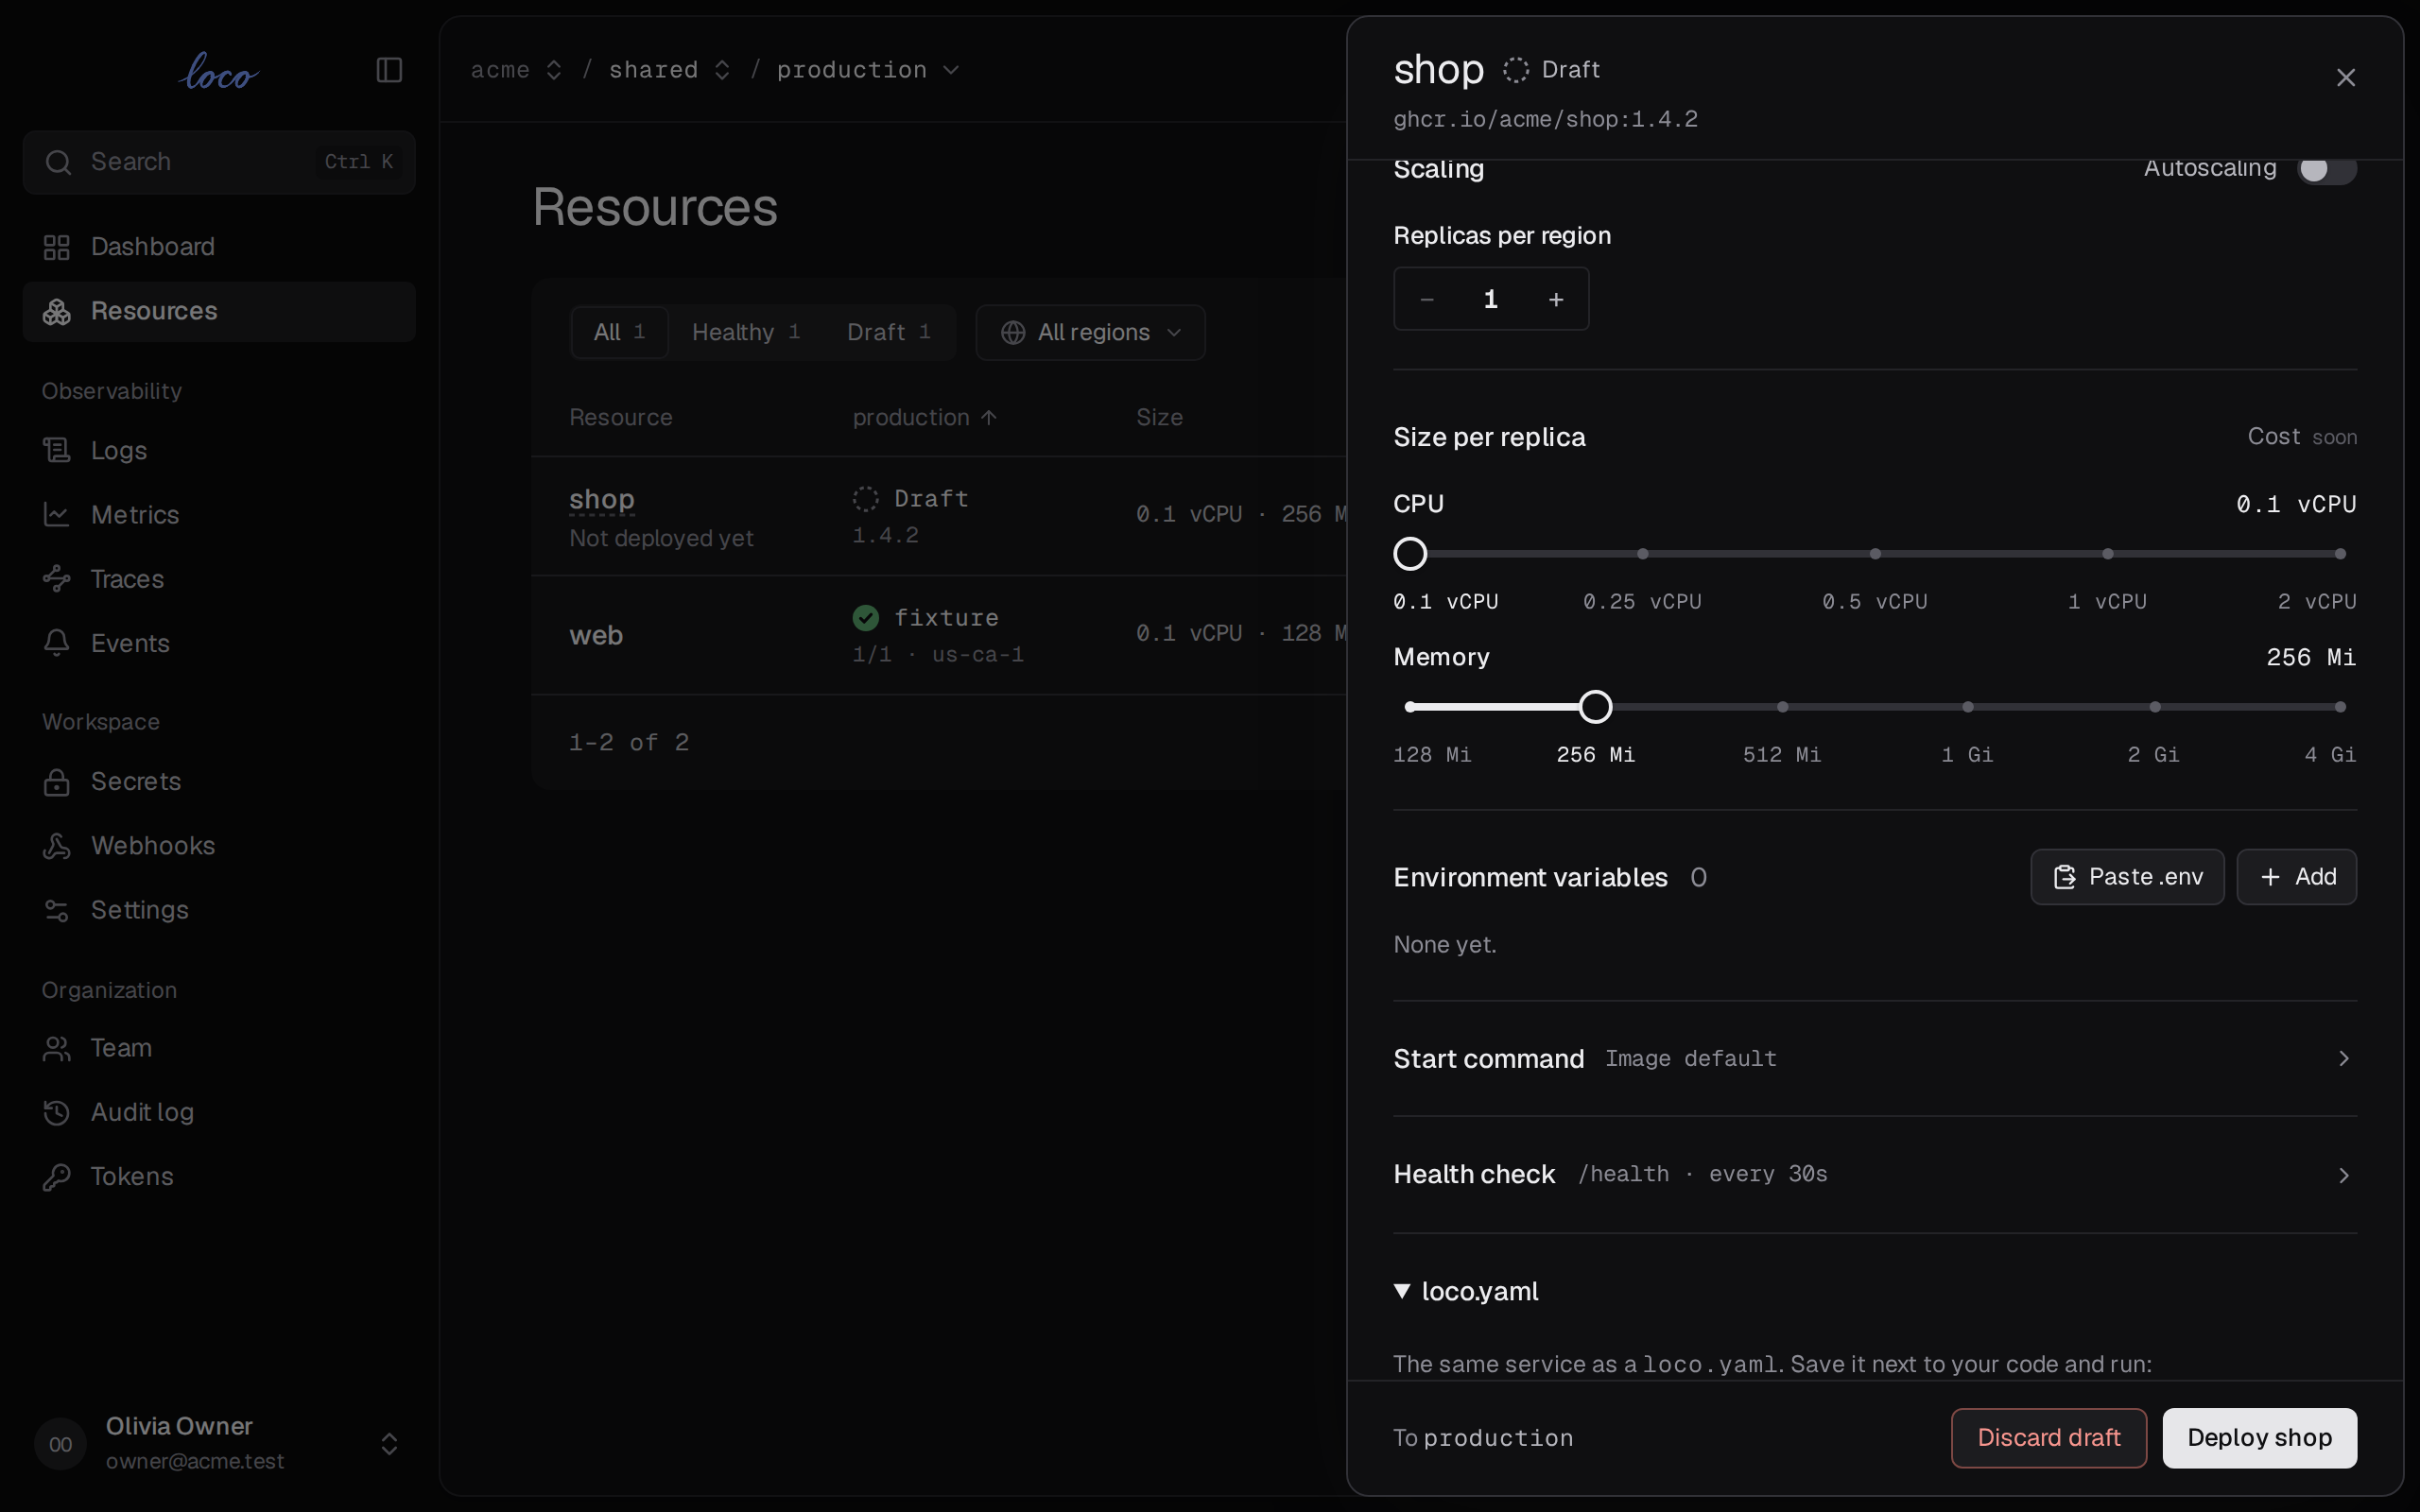 loco
Search Ctrl K
Dashboard
Resources
Observability
Logs
Metrics
Traces
Events
Workspace
Secrets
Webhooks
Settings
Organization
Team
Audit log
Tokens
OO
Olivia Owner
owner@acme.test
acme / shared / production
Resources
All 1 Healthy 1 Draft 1 All regions
Resource production ↑ Size
shop Draft
Not deployed yet 1.4.2 0.1 vCPU · 256 M
web fixture
1/1 · us-ca-1 0.1 vCPU · 128 M
1-2 of 2
shop Draft
ghcr.io/acme/shop:1.4.2
Scaling Autoscaling
Replicas per region
− 1 +
Size per replica Cost soon
CPU 0.1 vCPU
0.1 vCPU 0.25 vCPU 0.5 vCPU 1 vCPU 2 vCPU
Memory 256 Mi
128 Mi 256 Mi 512 Mi 1 Gi 2 Gi 4 Gi
Environment variables 0 Paste .env + Add
None yet.
Start command Image default
Health check /health · every 30s
▼ loco.yaml
The same service as a loco.yaml. Save it next to your code and run:
To production Discard draft Deploy shop